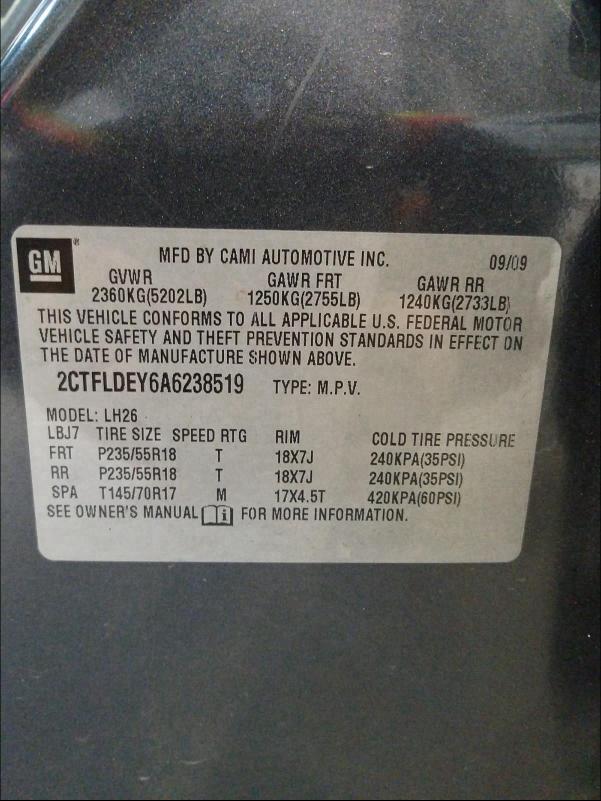 GM®
MFD BY CAMI AUTOMOTIVE INC. 09/09
GVWR GAWR FRT GAWR RR
2360KG(5202LB) 1250KG(2755LB) 1240KG(2733LB)
THIS VEHICLE CONFORMS TO ALL APPLICABLE U.S. FEDERAL MOTOR
VEHICLE SAFETY AND THEFT PREVENTION STANDARDS IN EFFECT ON
THE DATE OF MANUFACTURE SHOWN ABOVE.
2CTFLDEY6A6238519 TYPE: M.P.V.
MODEL: LH26
LBJ7 TIRE SIZE SPEED RTG RIM COLD TIRE PRESSURE
FRT P235/55R18 T 18X7J 240KPA(35PSI)
RR P235/55R18 T 18X7J 240KPA(35PSI)
SPA T145/70R17 M 17X4.5T 420KPA(60PSI)
SEE OWNER'S MANUAL i FOR MORE INFORMATION.